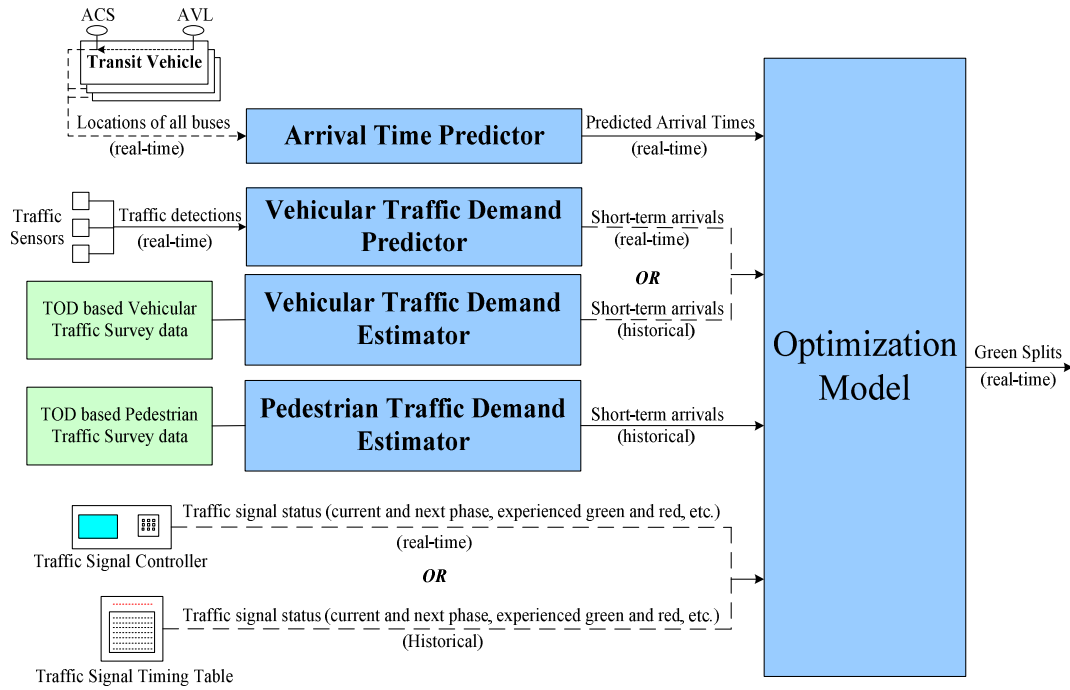 ACS
AVL
Transit Vehicle
Locations of all buses
(real-time)
Arrival Time Predictor
Predicted Arrival Times
(real-time)
Traffic
Sensors
Traffic detections
(real-time)
Vehicular Traffic Demand
Predictor
Short-term arrivals
(real-time)
OR
TOD based Vehicular
Traffic Survey data
Vehicular Traffic Demand
Estimator
Short-term arrivals
(historical)
TOD based Pedestrian
Traffic Survey data
Pedestrian Traffic Demand
Estimator
Short-term arrivals
(historical)
Optimization
Model
Green Splits
(real-time)
Traffic signal status (current and next phase, experienced green and red, etc.)
(real-time)
Traffic Signal Controller
OR
Traffic signal status (current and next phase, experienced green and red, etc.)
(Historical)
Traffic Signal Timing Table